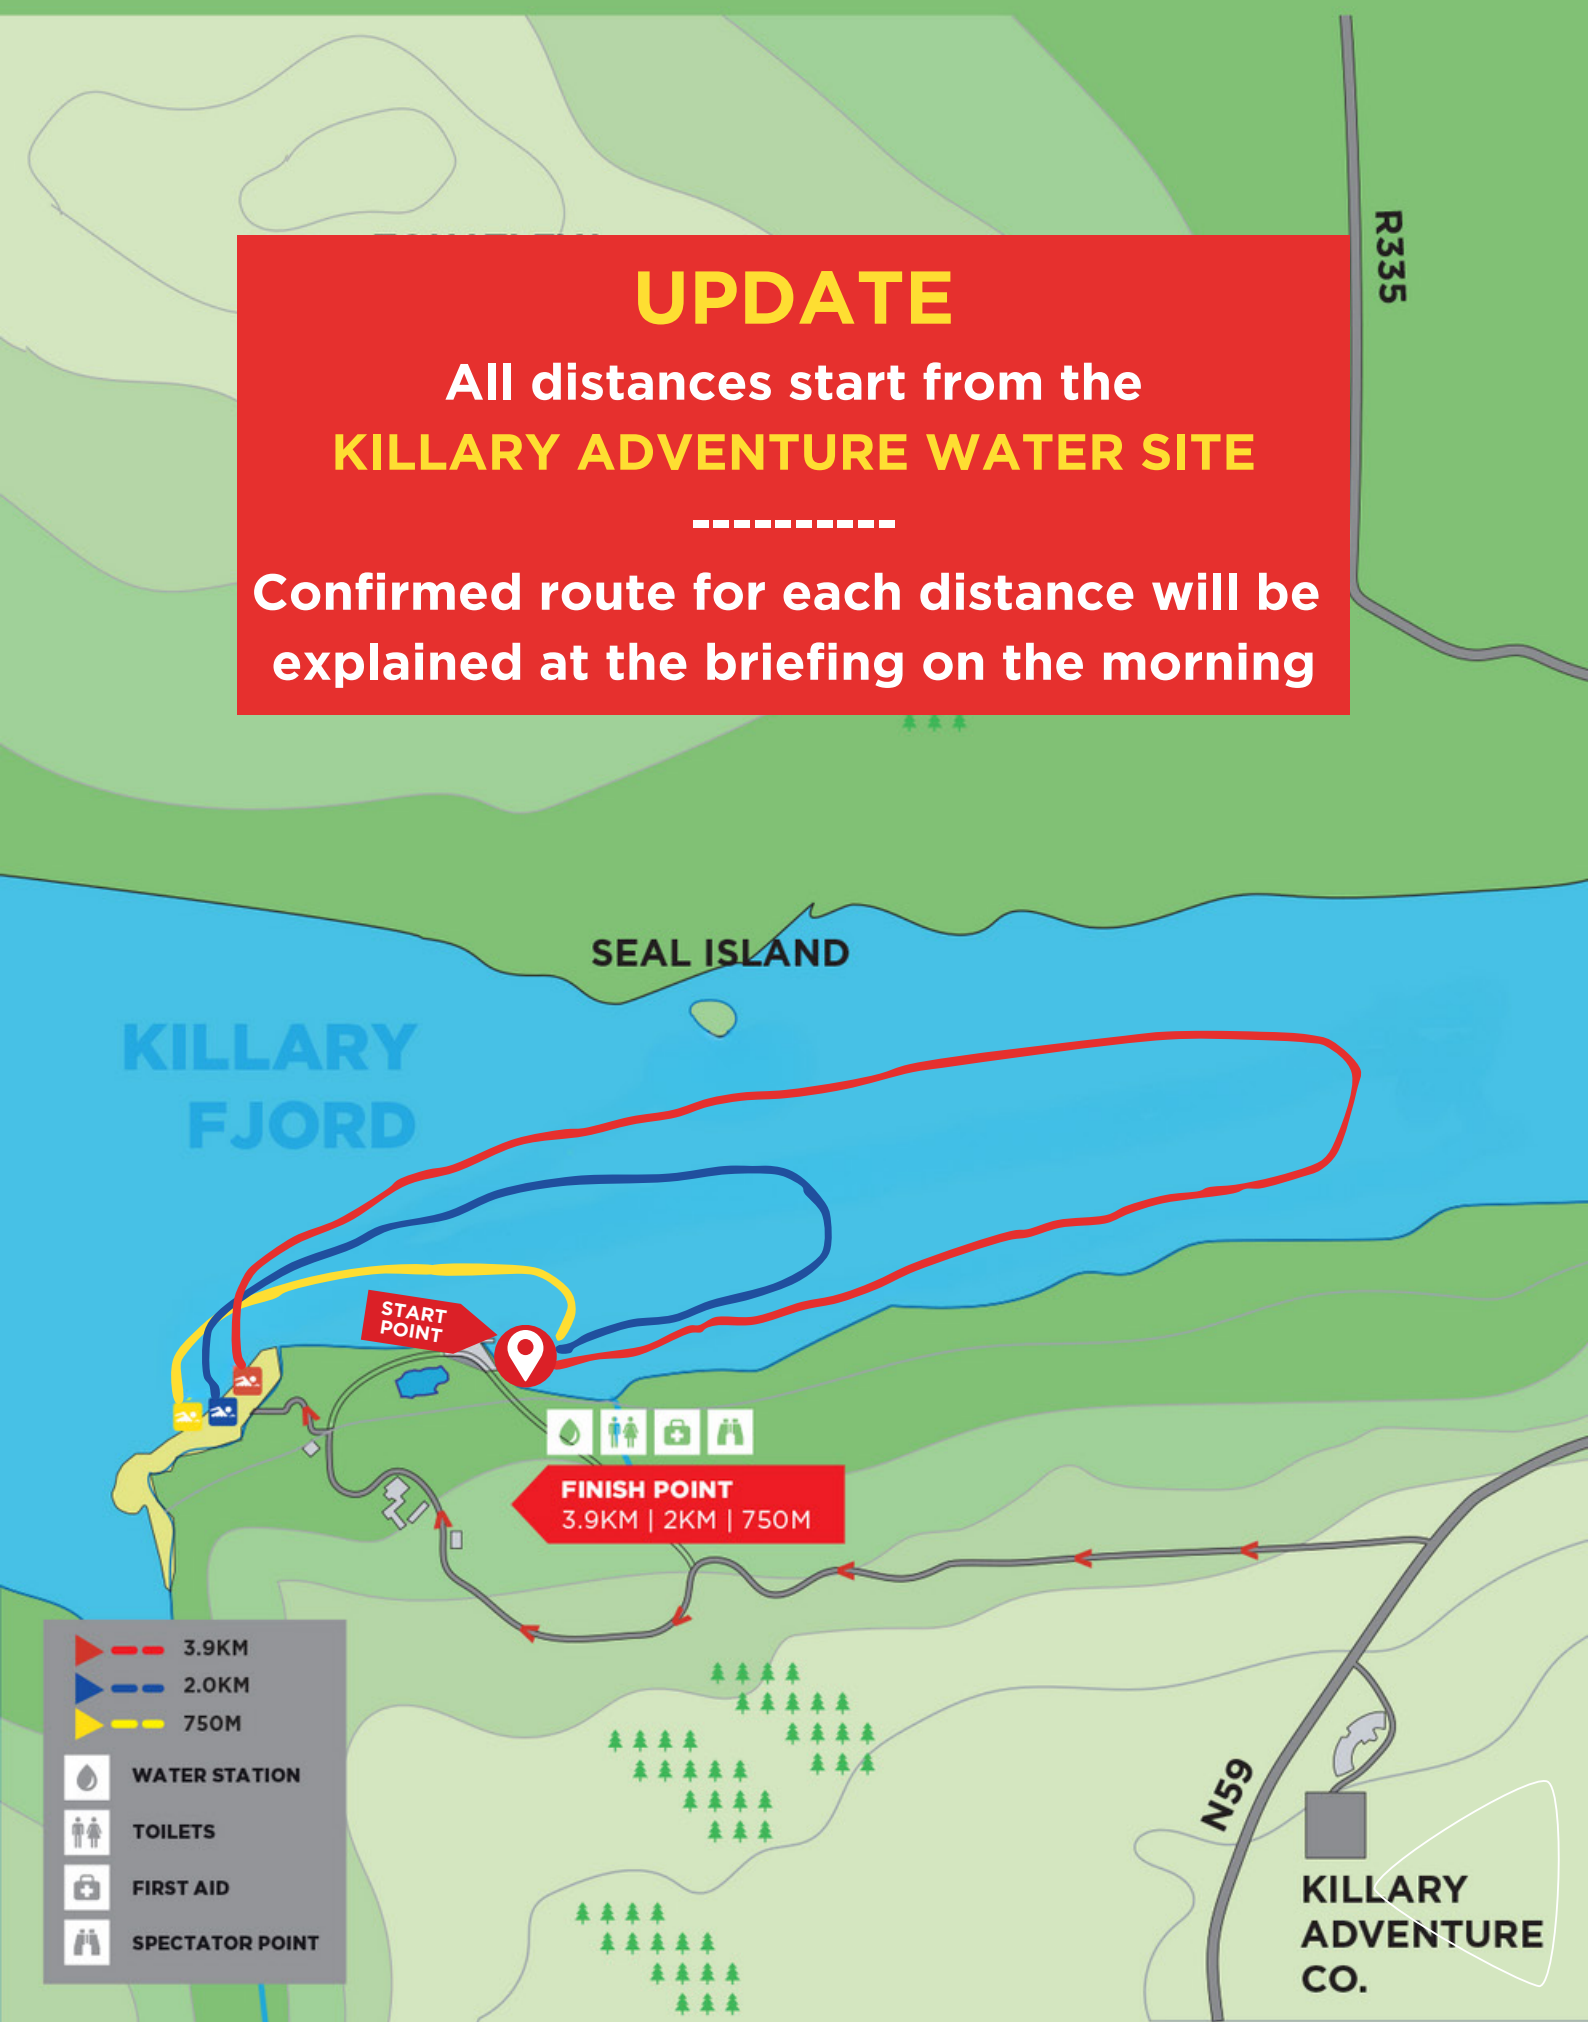 R335
UPDATE
All distances start from the
KILLARY ADVENTURE WATER SITE
----------
Confirmed route for each distance will be
explained at the briefing on the morning
SEAL ISLAND
KILLARY
FJORD
START
POINT
FINISH POINT
3.9KM | 2KM | 750M
3.9KM
2.0KM
750M
WATER STATION
TOILETS
FIRST AID
SPECTATOR POINT
N59
KILLARY
ADVENTURE
CO.